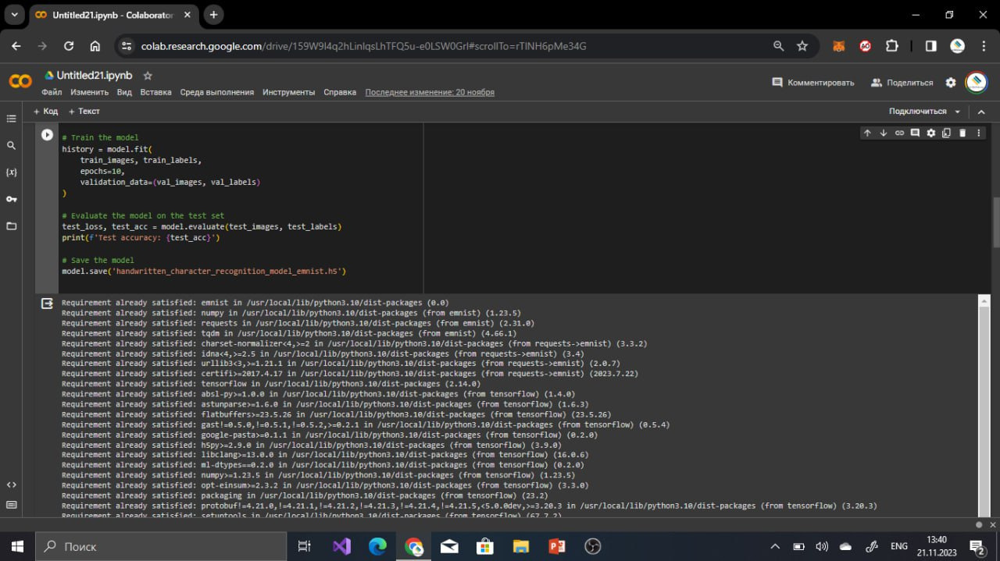 Untitled21.ipynb - Colaborator
colab.research.google.com/drive/159W9l4q2hLinlqsLhTFQ5u-e0LSW0Grl#scrollTo=rTlNH6pMe34G
Untitled21.ipynb
Комментировать
Поделиться
Файл Изменить Вид Вставка Среда выполнения Инструменты Справка Последнее изменение: 20 ноября
+ Код + Текст
Подключиться
# Train the model
history = model.fit(
train_images, train_labels,
epochs=10,
validation_data=(val_images, val_labels)
)
# Evaluate the model on the test set
test_loss, test_acc = model.evaluate(test_images, test_labels)
print(f'Test accuracy: {test_acc}')
# Save the model
model.save('handwritten_character_recognition_model_emnist.h5')
Requirement already satisfied: emnist in /usr/local/lib/python3.10/dist-packages (0.0)
Requirement already satisfied: numpy in /usr/local/lib/python3.10/dist-packages (from emnist) (1.23.5)
Requirement already satisfied: requests in /usr/local/lib/python3.10/dist-packages (from emnist) (2.31.0)
Requirement already satisfied: tqdm in /usr/local/lib/python3.10/dist-packages (from emnist) (4.66.1)
Requirement already satisfied: charset-normalizer<4,>=2 in /usr/local/lib/python3.10/dist-packages (from requests->emnist) (3.3.2)
Requirement already satisfied: idna<4,>=2.5 in /usr/local/lib/python3.10/dist-packages (from requests->emnist) (3.4)
Requirement already satisfied: urllib3<3,>=1.21.1 in /usr/local/lib/python3.10/dist-packages (from requests->emnist) (2.0.7)
Requirement already satisfied: certifi>=2017.4.17 in /usr/local/lib/python3.10/dist-packages (from requests->emnist) (2023.7.22)
Requirement already satisfied: tensorflow in /usr/local/lib/python3.10/dist-packages (2.14.0)
Requirement already satisfied: absl-py>=1.0.0 in /usr/local/lib/python3.10/dist-packages (from tensorflow) (1.4.0)
Requirement already satisfied: astunparse>=1.6.0 in /usr/local/lib/python3.10/dist-packages (from tensorflow) (1.6.3)
Requirement already satisfied: flatbuffers>=23.5.26 in /usr/local/lib/python3.10/dist-packages (from tensorflow) (23.5.26)
Requirement already satisfied: gast!=0.5.0,!=0.5.1,!=0.5.2,>=0.2.1 in /usr/local/lib/python3.10/dist-packages (from tensorflow) (0.5.4)
Requirement already satisfied: google-pasta>=0.1.1 in /usr/local/lib/python3.10/dist-packages (from tensorflow) (0.2.0)
Requirement already satisfied: h5py>=2.9.0 in /usr/local/lib/python3.10/dist-packages (from tensorflow) (3.9.0)
Requirement already satisfied: libclang>=13.0.0 in /usr/local/lib/python3.10/dist-packages (from tensorflow) (16.0.6)
Requirement already satisfied: ml-dtypes==0.2.0 in /usr/local/lib/python3.10/dist-packages (from tensorflow) (0.2.0)
Requirement already satisfied: numpy>=1.23.5 in /usr/local/lib/python3.10/dist-packages (from tensorflow) (1.23.5)
Requirement already satisfied: opt-einsum>=2.3.2 in /usr/local/lib/python3.10/dist-packages (from tensorflow) (3.3.0)
Requirement already satisfied: packaging in /usr/local/lib/python3.10/dist-packages (from tensorflow) (23.2)
Requirement already satisfied: protobuf!=4.21.0,!=4.21.1,!=4.21.2,!=4.21.3,!=4.21.4,!=4.21.5,<5.0.0dev,>=3.20.3 in /usr/local/lib/python3.10/dist-packages (from tensorflow) (3.20.3)
Requirement already satisfied: setuptools in /usr/local/lib/python3.10/dist-packages (from tensorflow) (67.7.2)
Поиск
ENG
13:40
21.11.2023
2